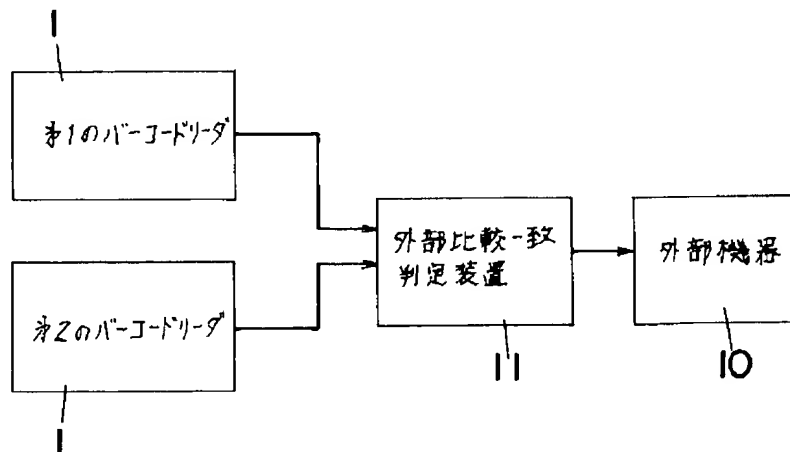 1
第1のバーコードリーダ
外部比較一致
判定装置
外部機器
第2のバーコードリーダ
11
10
1